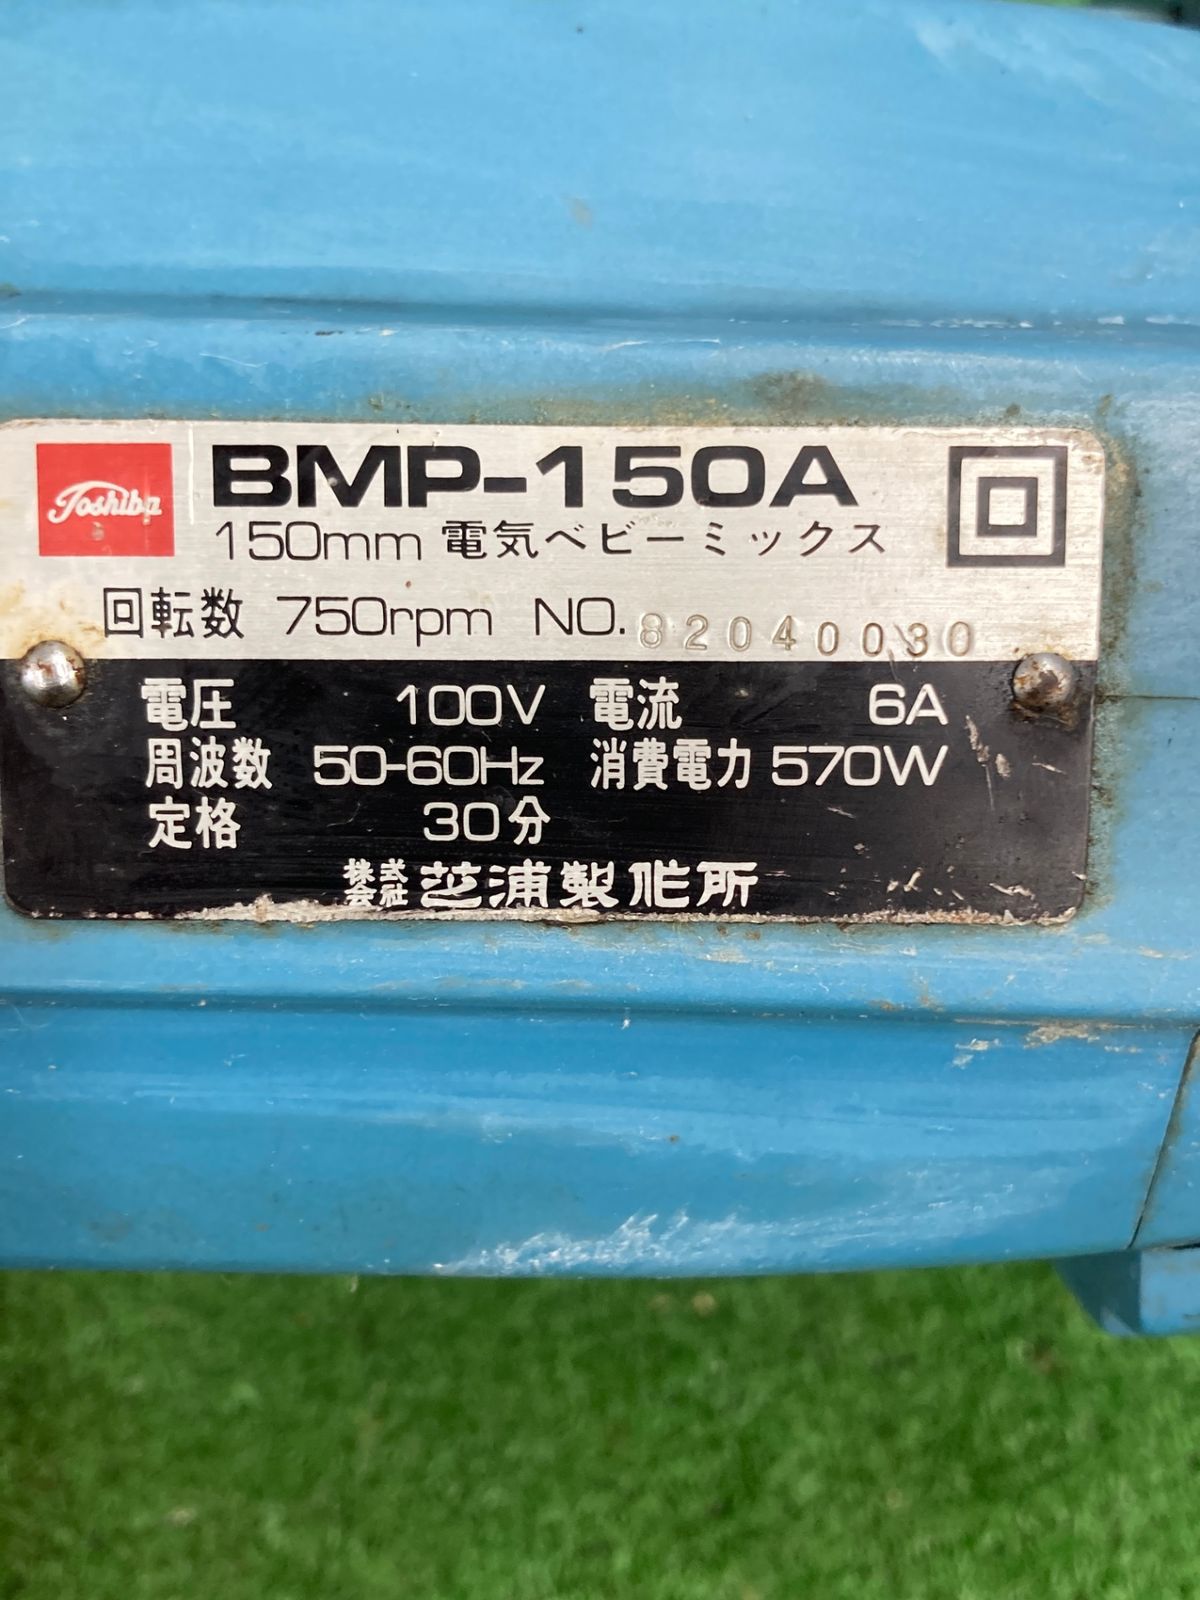 Toshiba
BMP-150A
150mm 電気ベビーミックス
回転数 750rpm NO. 82040030
電圧 100V 電流 6A
周波数 50-60Hz 消費電力 570W
定格 30分
株式会社 芝浦製作所